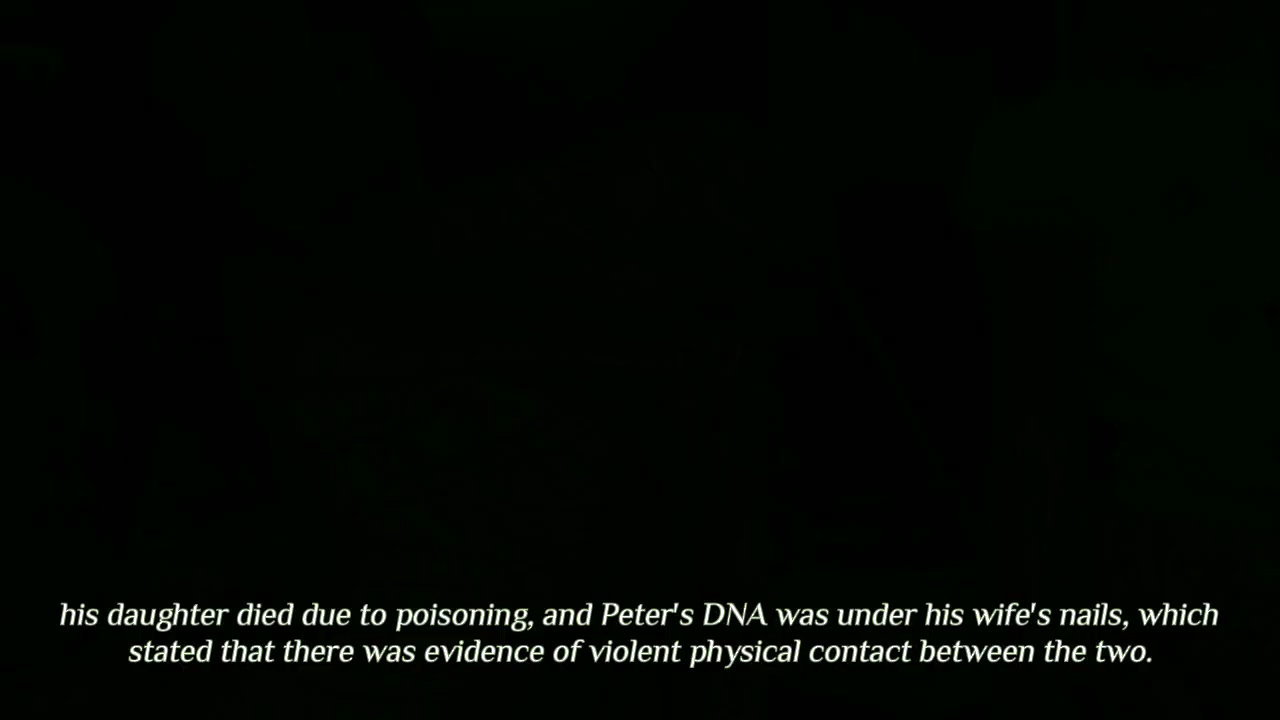 his daughter died due to poisoning, and Peter's DNA was under his wife's nails, which
stated that there was evidence of violent physical contact between the two.